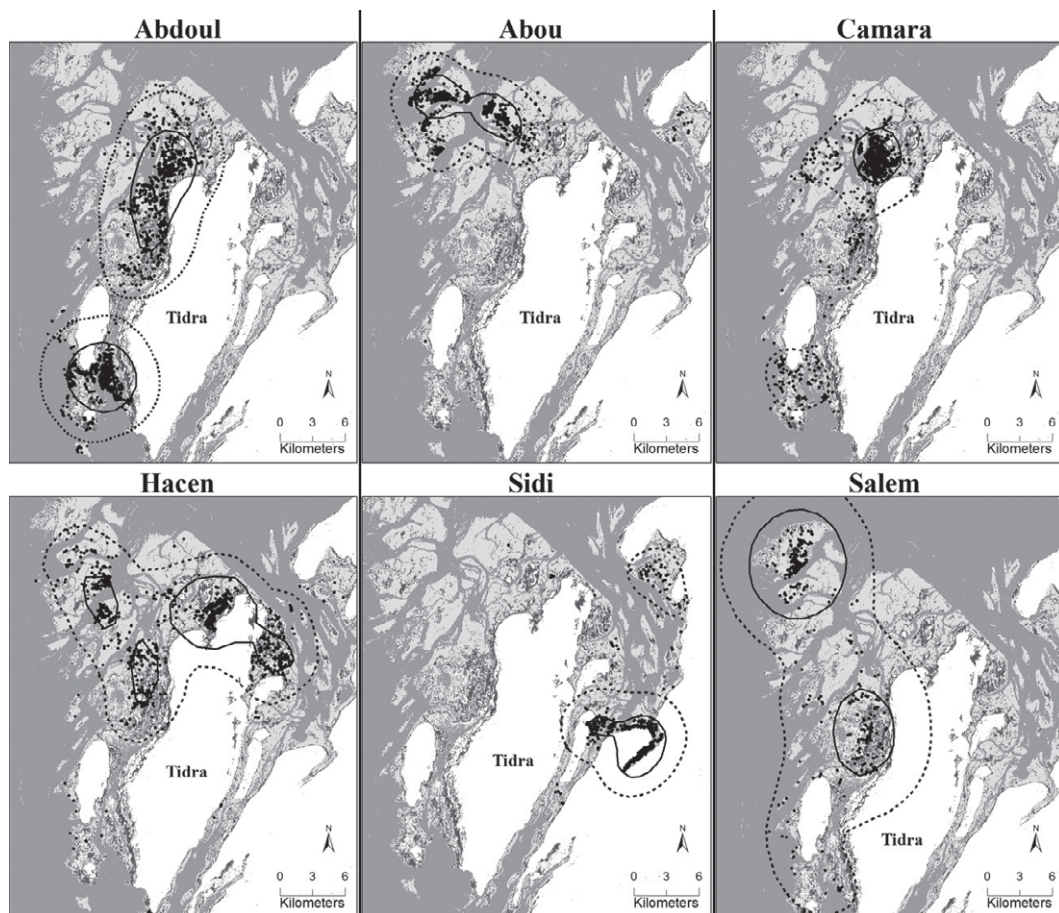 Abdoul
Abou
Camara
Tidra
N
0 3 6
Kilometers
Tidra
N
0 3 6
Kilometers
Tidra
N
0 3 6
Kilometers
Hacen
Sidi
Salem
Tidra
N
0 3 6
Kilometers
Tidra
N
0 3 6
Kilometers
Tidra
N
0 3 6
Kilometers